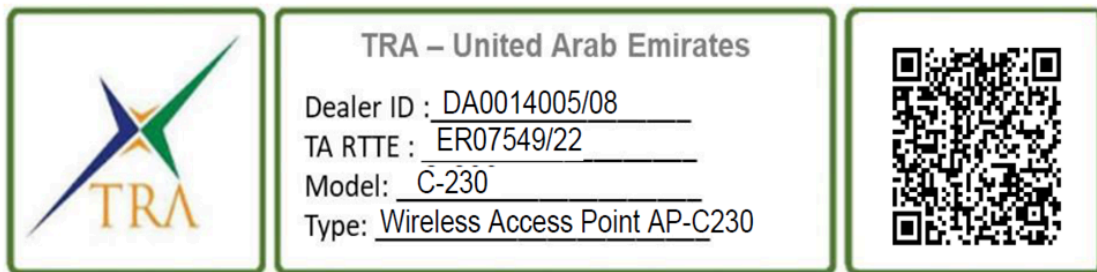 TRA
TRA – United Arab Emirates
Dealer ID : DA0014005/08
TA RTTE : ER07549/22
Model: C-230
Type: Wireless Access Point AP-C230